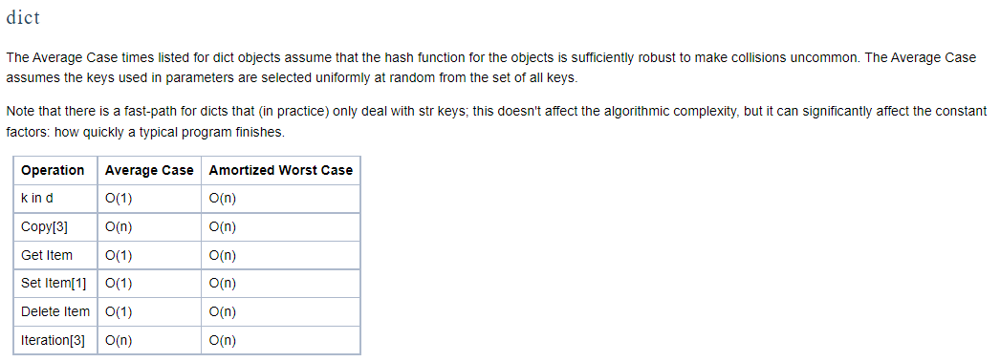 dict
The Average Case times listed for dict objects assume that the hash function for the objects is sufficiently robust to make collisions uncommon. The Average Case
assumes the keys used in parameters are selected uniformly at random from the set of all keys.
Note that there is a fast-path for dicts that (in practice) only deal with str keys; this doesn't affect the algorithmic complexity, but it can significantly affect the constant
factors: how quickly a typical program finishes.
Operation Average Case Amortized Worst Case
k in d O(1) O(n)
Copy[3] O(n) O(n)
Get Item O(1) O(n)
Set Item[1] O(1) O(n)
Delete Item O(1) O(n)
Iteration[3] O(n) O(n)